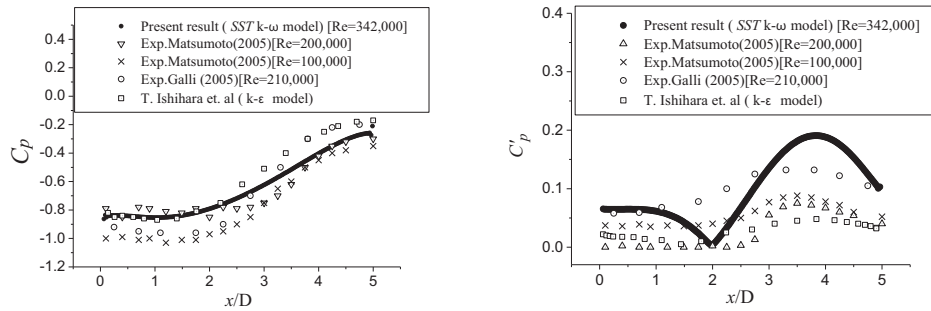 Present result ( SST k-ω model) [Re=342,000]
Exp.Matsumoto(2005)[Re=200,000]
Exp.Matsumoto(2005)[Re=100,000]
Exp.Galli (2005)[Re=210,000]
T. Ishihara et. al ( k-ε model)
0.4
0.2
0.0
-0.2
-0.4
-0.6
-0.8
-1.0
-1.2
Cp
0 1 2 3 4 5
x/D
Present result (SST k-ω model) [Re=342,000]
Exp.Matsumoto(2005)[Re=200,000]
Exp.Matsumoto(2005)[Re=100,000]
Exp.Galli (2005)[Re=210,000]
T. Ishihara et. al ( k-ε model)
0.4
0.3
0.2
0.1
0.0
C'p
0 1 2 3 4 5
x/D